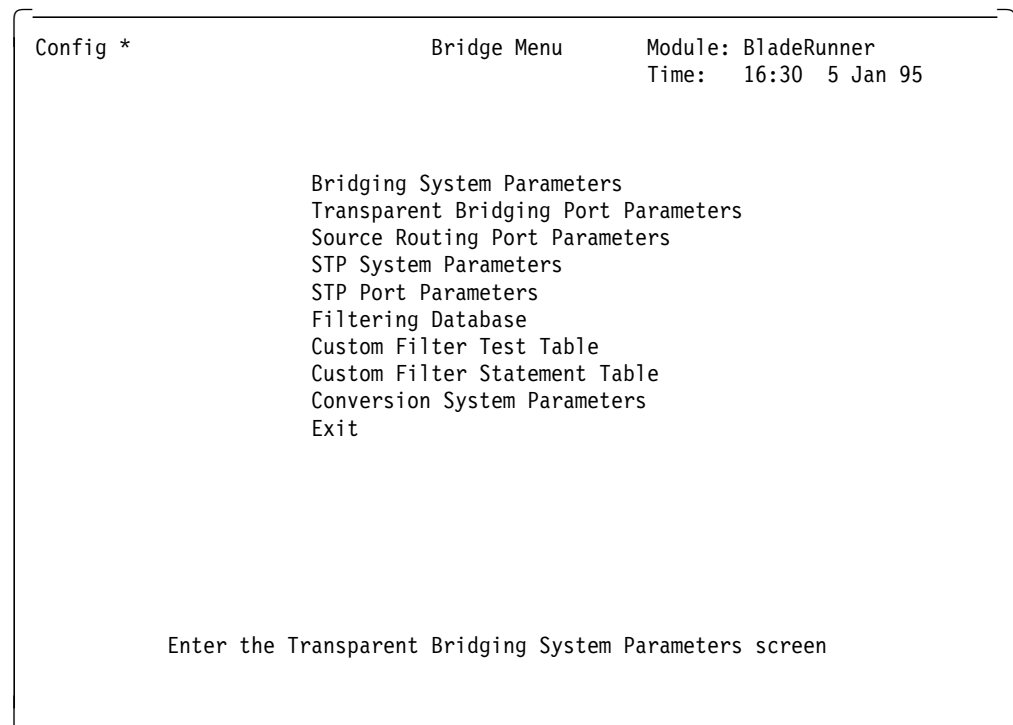 Config * Bridge Menu Module: BladeRunner
Time: 16:30 5 Jan 95
Bridging System Parameters
Transparent Bridging Port Parameters
Source Routing Port Parameters
STP System Parameters
STP Port Parameters
Filtering Database
Custom Filter Test Table
Custom Filter Statement Table
Conversion System Parameters
Exit
Enter the Transparent Bridging System Parameters screen